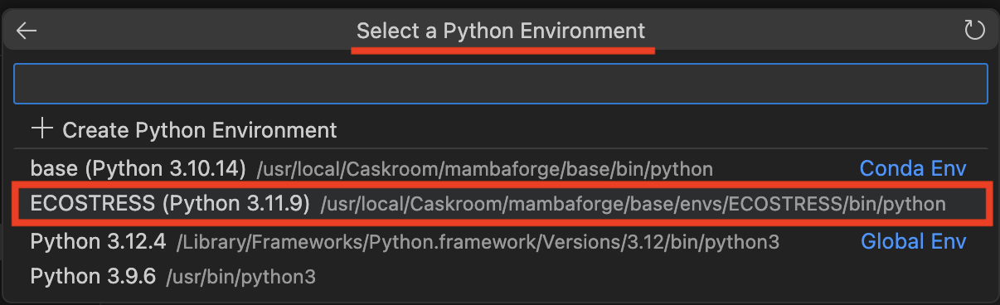 Select a Python Environment
Create Python Environment
base (Python 3.10.14) /usr/local/Caskroom/mambaforge/base/bin/python Conda Env
ECOSTRESS (Python 3.11.9) /usr/local/Caskroom/mambaforge/base/envs/ECOSTRESS/bin/python
Python 3.12.4 /Library/Frameworks/Python.framework/Versions/3.12/bin/python3 Global Env
Python 3.9.6 /usr/bin/python3